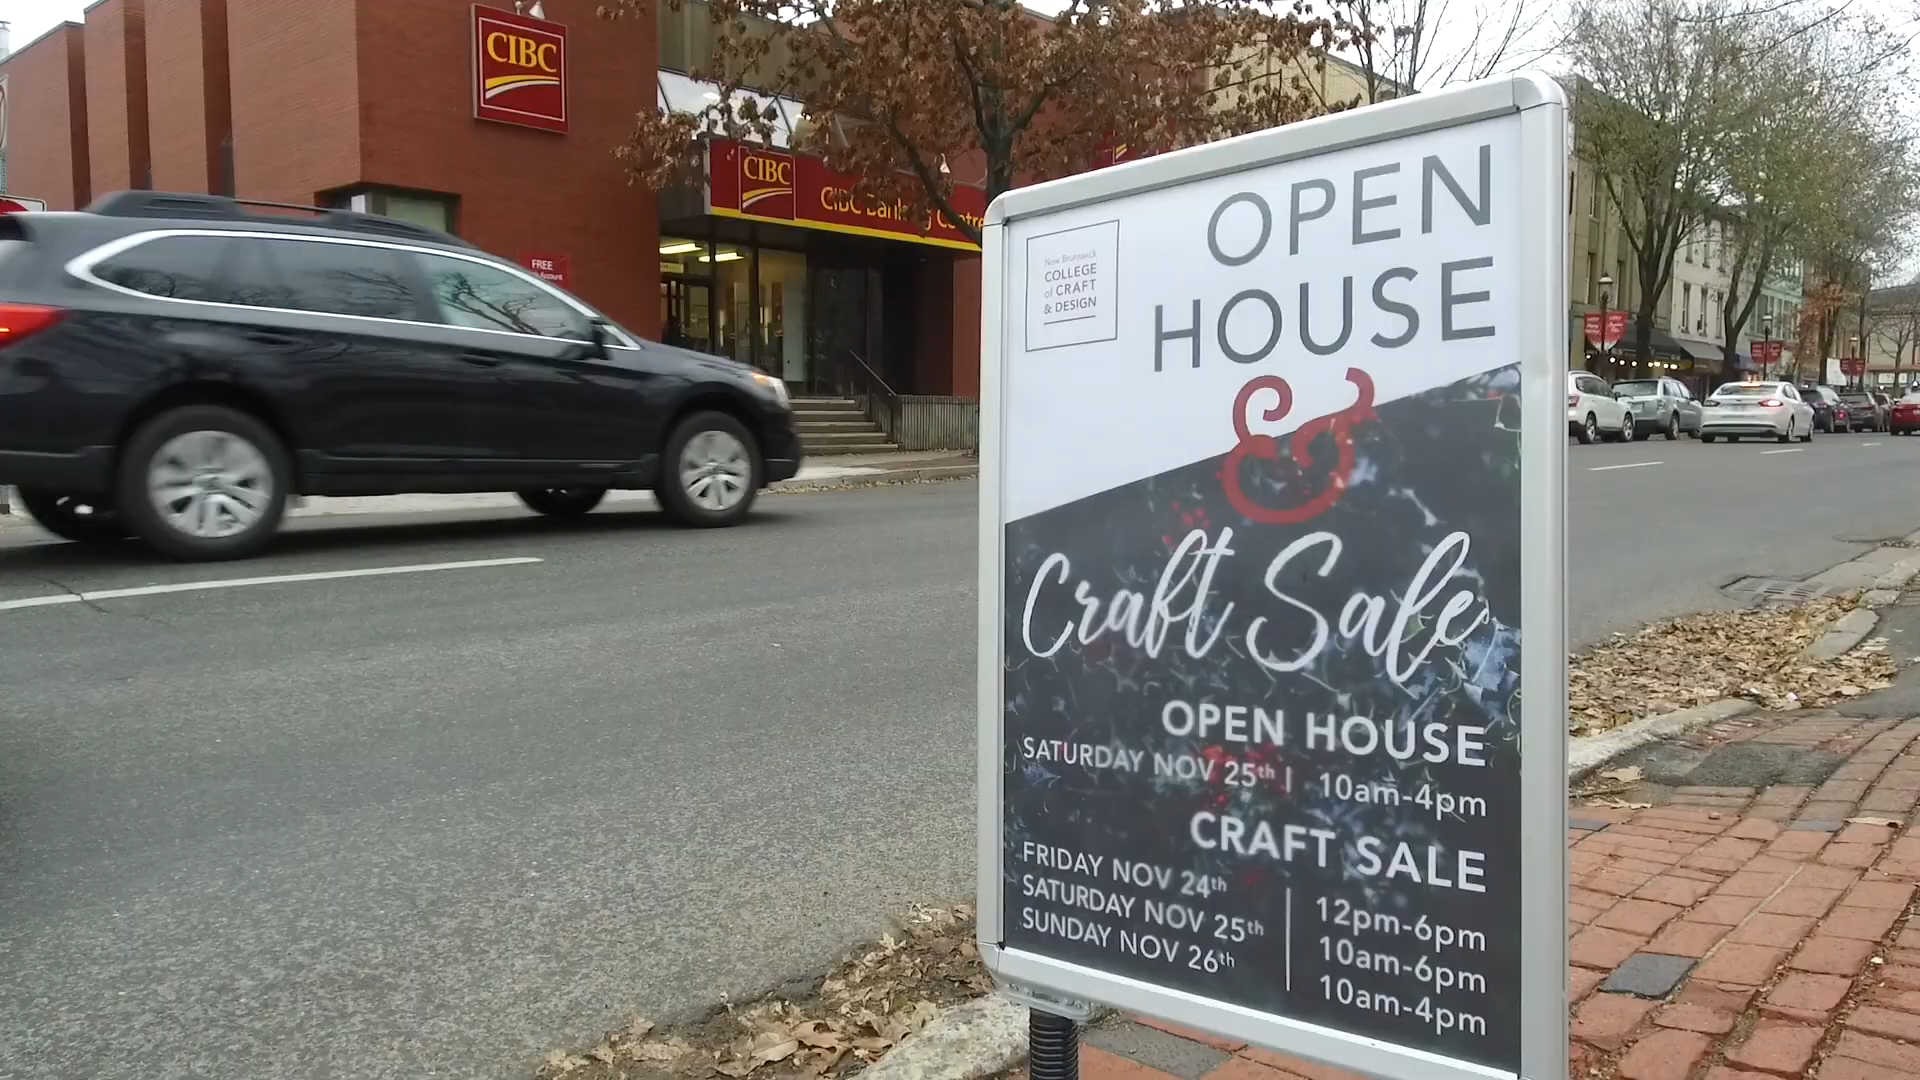 CIBC
CIBC
CIBC Banking Centre
FREE
OPEN
HOUSE
New Brunswick
COLLEGE
of CRAFT
& DESIGN
&
Craft Sale
OPEN HOUSE
SATURDAY NOV 25th | 10am-4pm
CRAFT SALE
FRIDAY NOV 24th | 12pm-6pm
SATURDAY NOV 25th | 10am-6pm
SUNDAY NOV 26th | 10am-4pm